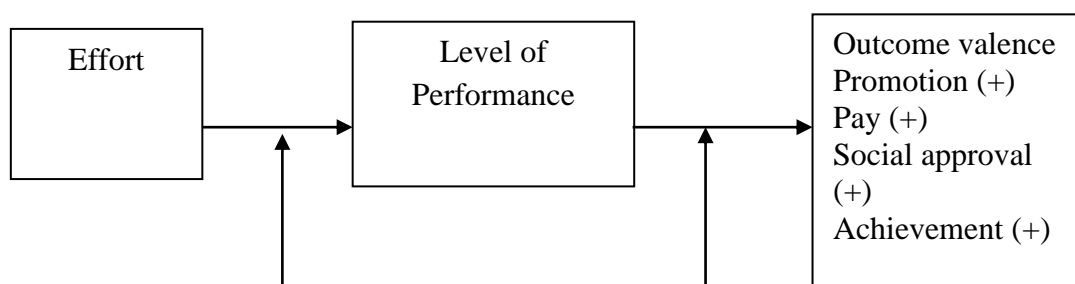 Effort
Level of
Performance
Outcome valence
Promotion (+)
Pay (+)
Social approval
(+)
Achievement (+)